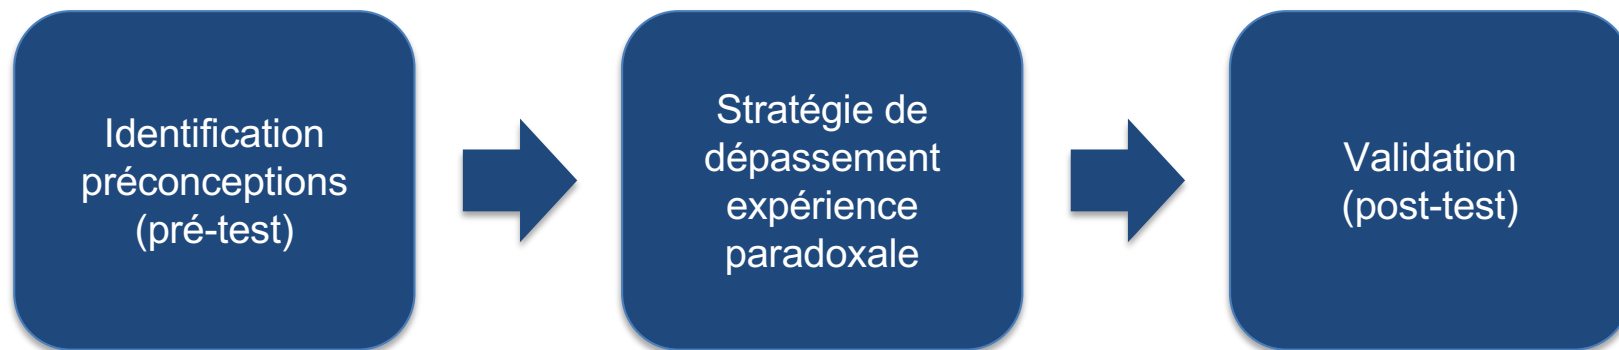 Identification
préconceptions
(pré-test)
Stratégie de
dépassement
expérience
paradoxale
Validation
(post-test)